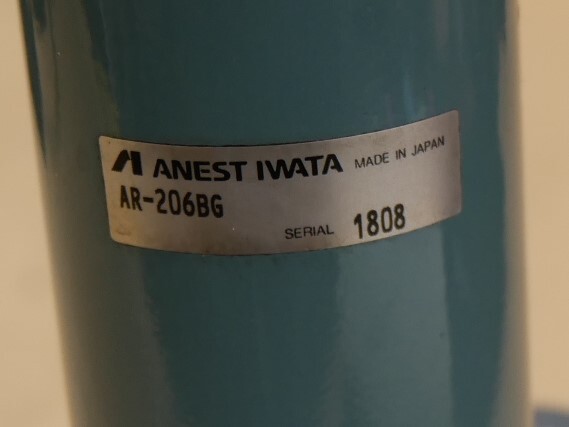 ANEST IWATA MADE IN JAPAN
AR-206BG
SERIAL 1808